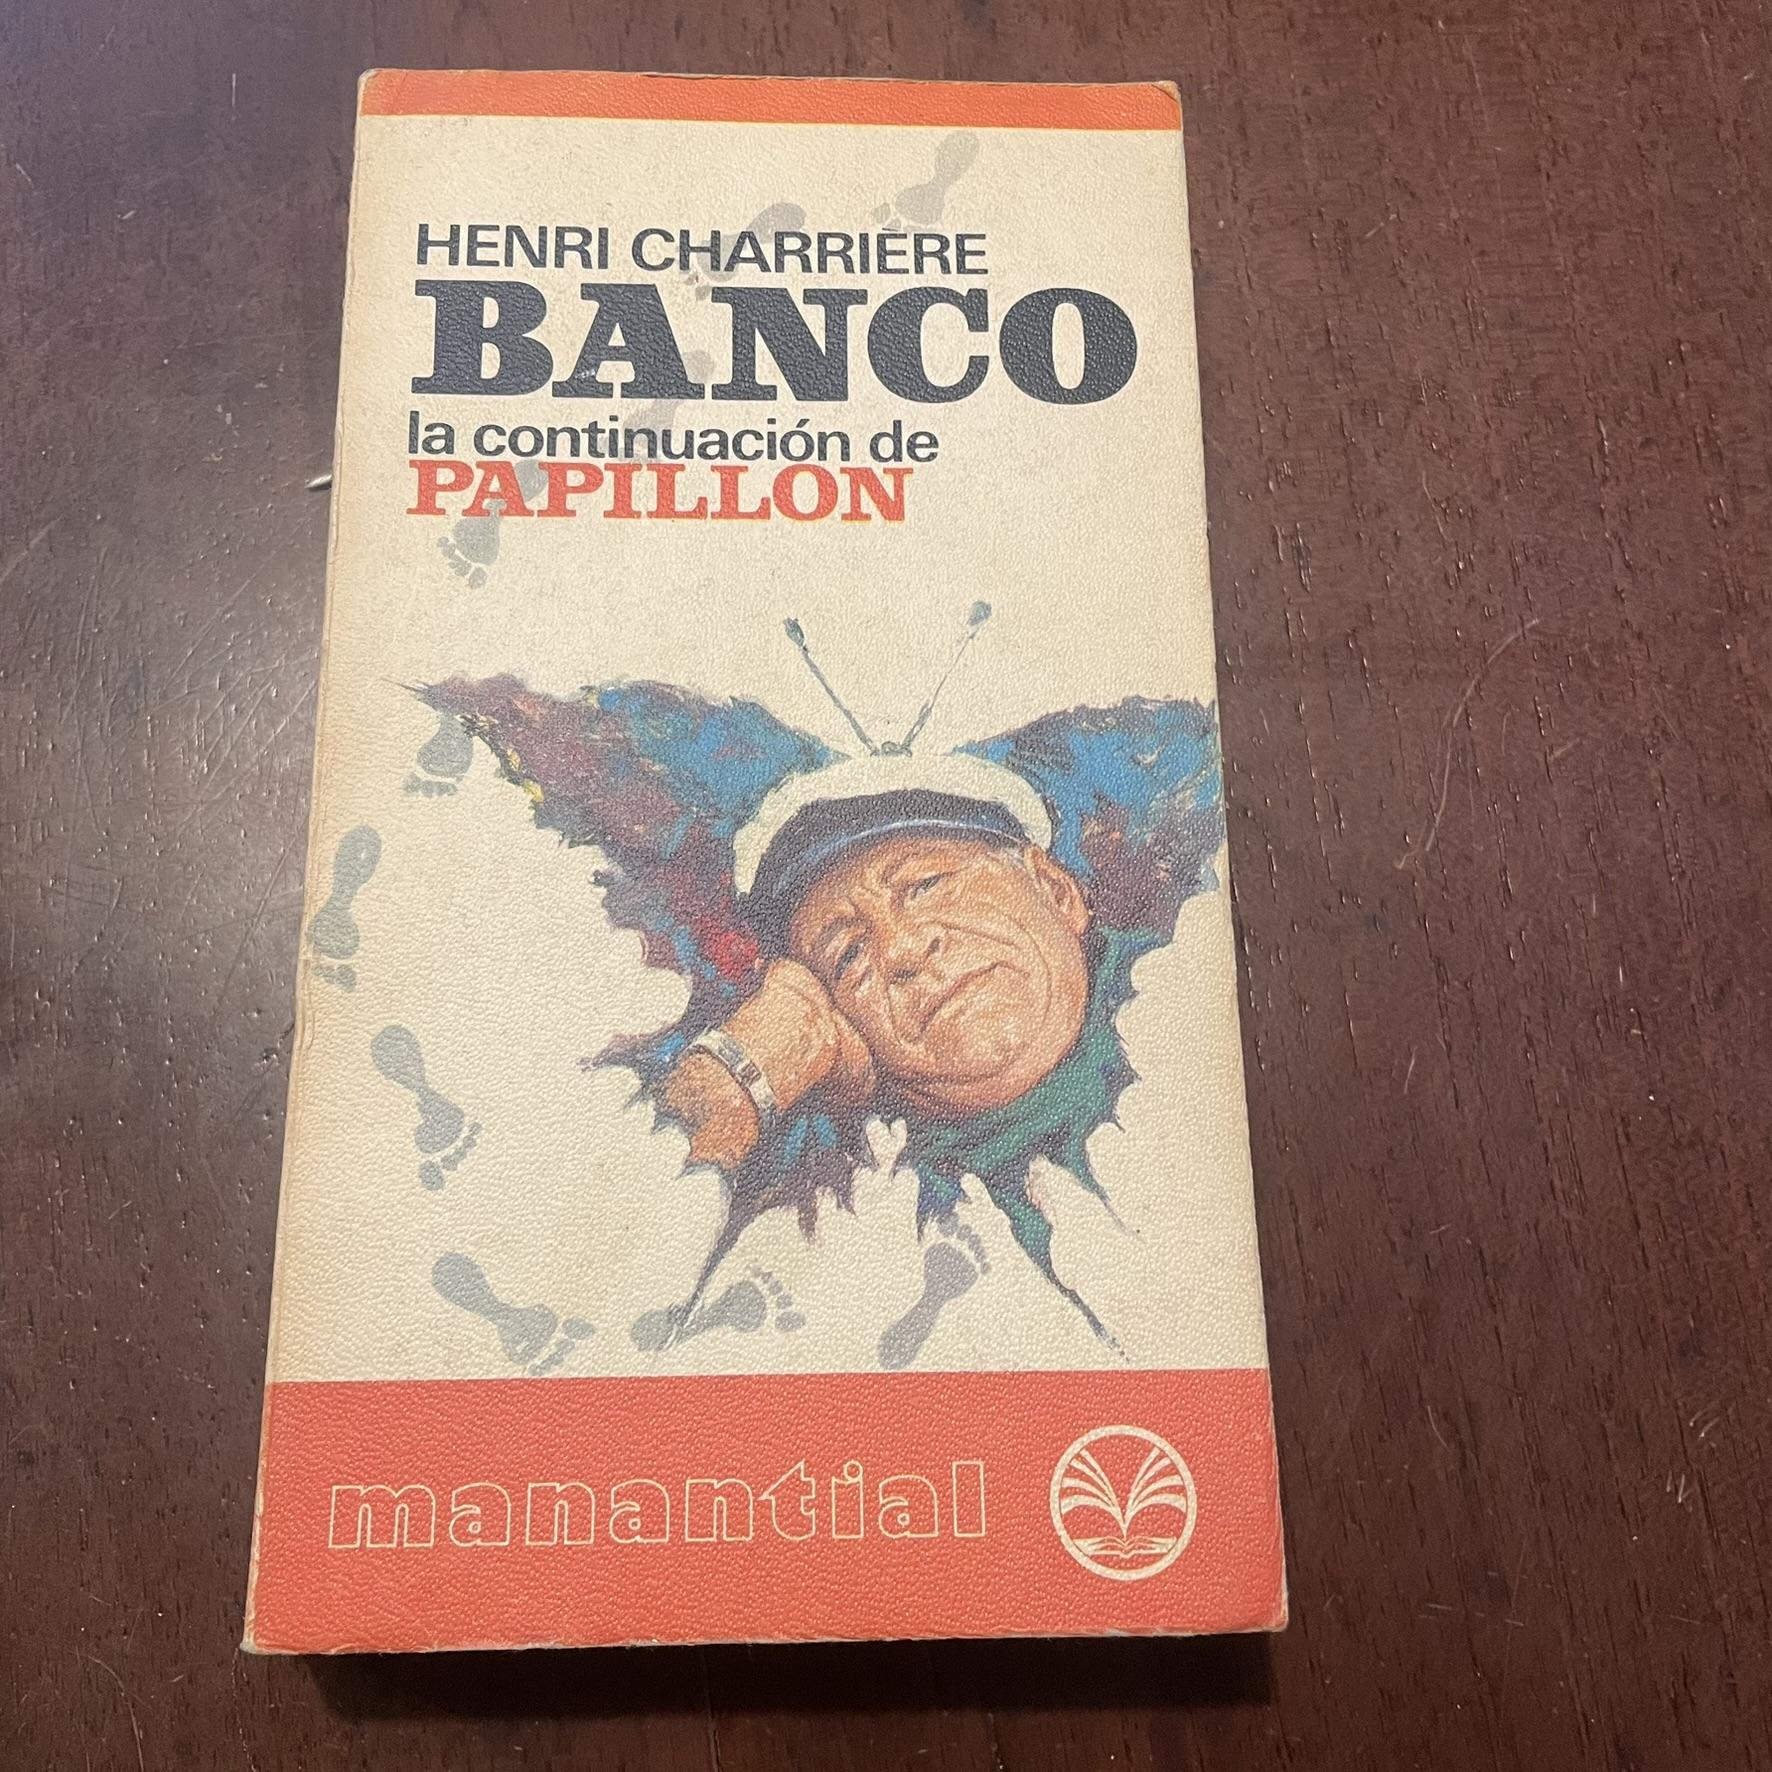 HENRI CHARRIÈRE
BANCO
la continuación de
PAPILLON
manantial